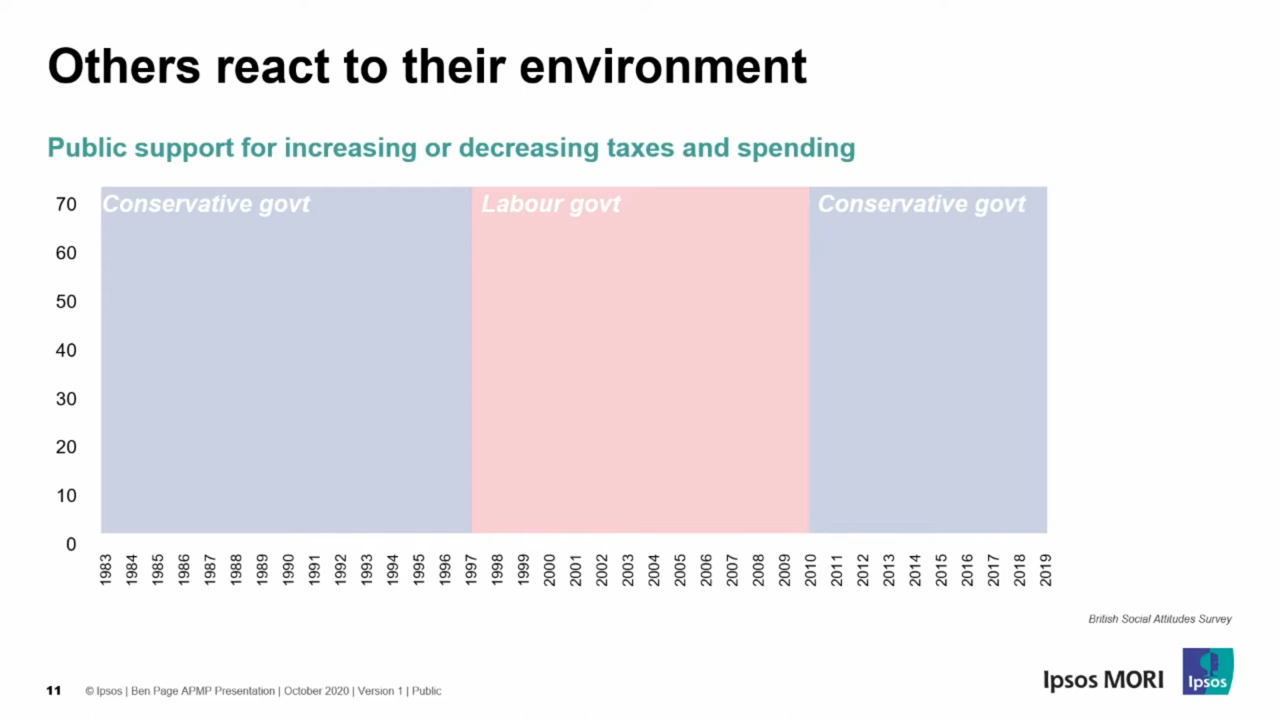 Others react to their environment
Public support for increasing or decreasing taxes and spending
Conservative govt Labour govt Conservative govt
70
60
50
40
30
20
10
0
1983 1984 1985 1986 1987 1988 1989 1990 1991 1992 1993 1994 1995 1996 1997 1998 1999 2000 2001 2002 2003 2004 2005 2006 2007 2008 2009 2010 2011 2012 2013 2014 2015 2016 2017 2018 2019
British Social Attitudes Survey
Ipsos MORI Ipsos
11 © Ipsos | Ben Page APMP Presentation | October 2020 | Version 1 | Public